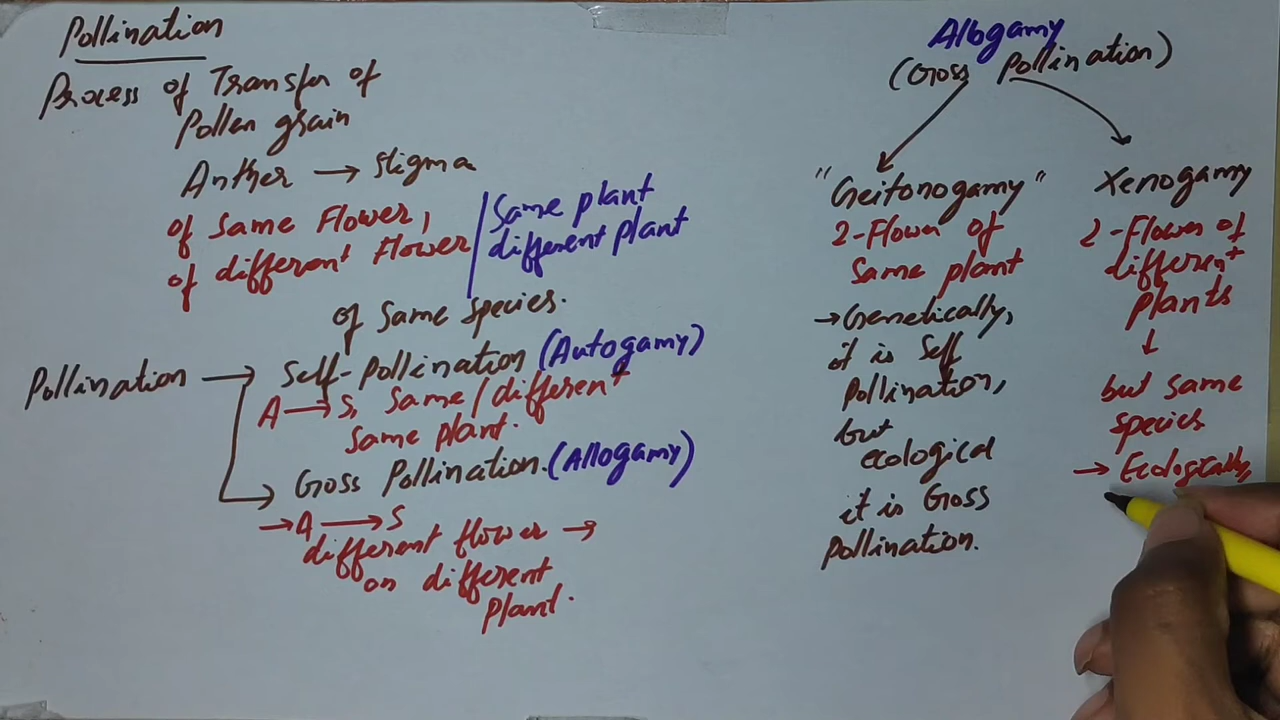 Pollination
Process of Transfer of
Pollen grain
Anther → Stigma
of Same Flower,
of different Flower
Same plant
different plant
of Same species.
Pollination → Self-Pollination (Autogamy)
A → S, Same/different
Same plant.
Cross Pollination. (Allogamy)
→ A → S
different flower →
on different
plant.
Allogamy
(Cross Pollination)
"Geitonogamy"
2-Flower of
Same plant
→ Genetically,
it is Self
Pollination,
but
ecological
it is Cross
Pollination.
Xenogamy
2-Flower of
different
plants
↓
but same
species
→ Ecologically,